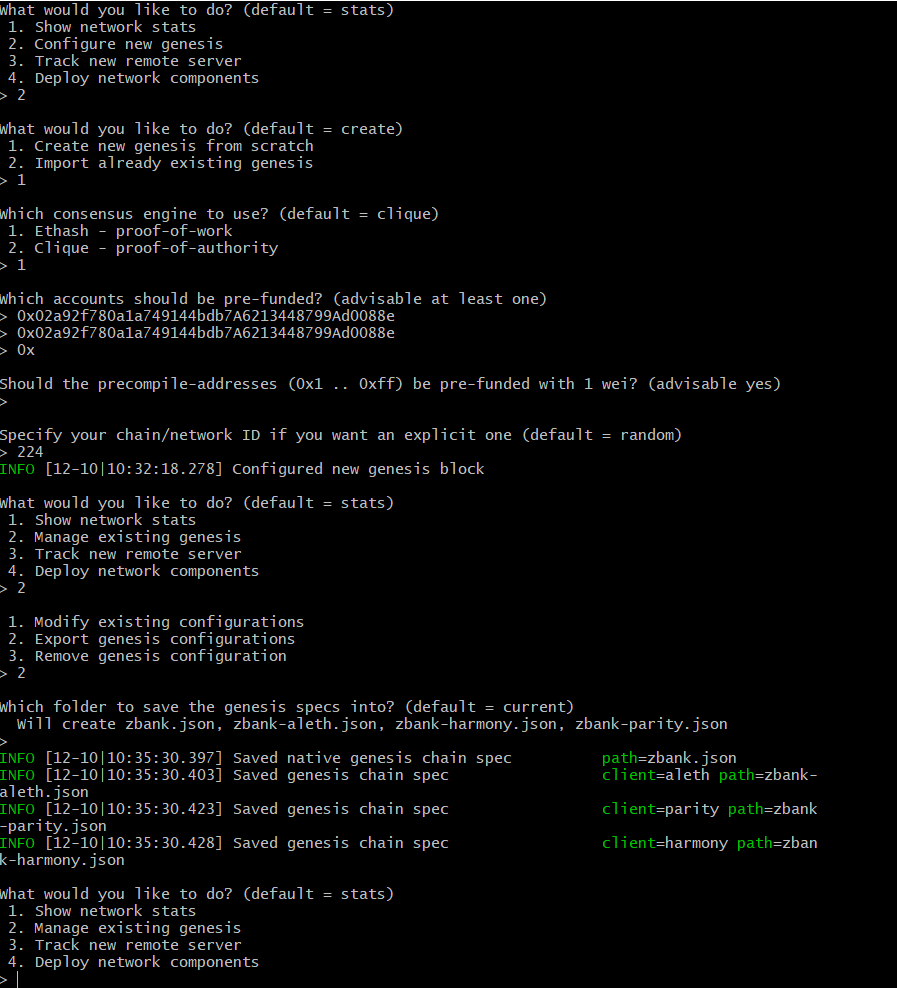 What would you like to do? (default = stats)
1. Show network stats
2. Configure new genesis
3. Track new remote server
4. Deploy network components
> 2
What would you like to do? (default = create)
1. Create new genesis from scratch
2. Import already existing genesis
> 1
Which consensus engine to use? (default = clique)
1. Ethash - proof-of-work
2. Clique - proof-of-authority
> 1
Which accounts should be pre-funded? (advisable at least one)
> 0x02a92f780a1a749144bdb7A6213448799Ad0088e
> 0x02a92f780a1a749144bdb7A6213448799Ad0088e
> 0x
Should the precompile-addresses (0x1 .. 0xff) be pre-funded with 1 wei? (advisable yes)
>
Specify your chain/network ID if you want an explicit one (default = random)
> 224
INFO [12-10|10:32:18.278] Configured new genesis block
What would you like to do? (default = stats)
1. Show network stats
2. Manage existing genesis
3. Track new remote server
4. Deploy network components
> 2
1. Modify existing configurations
2. Export genesis configurations
3. Remove genesis configuration
> 2
Which folder to save the genesis specs into? (default = current)
Will create zbank.json, zbank-aleth.json, zbank-harmony.json, zbank-parity.json
>
INFO [12-10|10:35:30.397] Saved native genesis chain spec path=zbank.json
INFO [12-10|10:35:30.403] Saved genesis chain spec client=aleth path=zbank-
aleth.json
INFO [12-10|10:35:30.423] Saved genesis chain spec client=parity path=zbank
-parity.json
INFO [12-10|10:35:30.428] Saved genesis chain spec client=harmony path=zban
k-harmony.json
What would you like to do? (default = stats)
1. Show network stats
2. Manage existing genesis
3. Track new remote server
4. Deploy network components
>